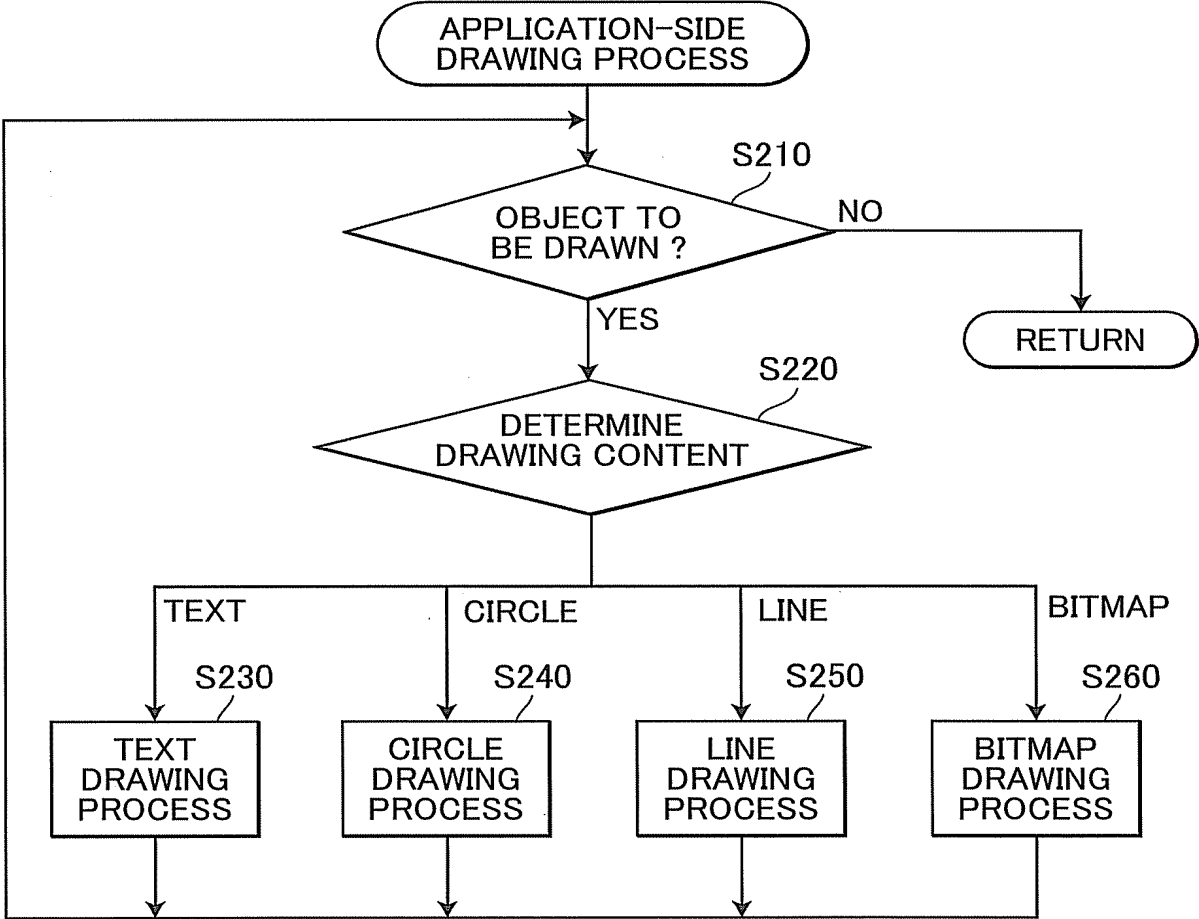 APPLICATION-SIDE
DRAWING PROCESS
S210
OBJECT TO
BE DRAWN ?
NO
YES
RETURN
S220
DETERMINE
DRAWING CONTENT
TEXT
CIRCLE
LINE
BITMAP
S230
S240
S250
S260
TEXT
DRAWING
PROCESS
CIRCLE
DRAWING
PROCESS
LINE
DRAWING
PROCESS
BITMAP
DRAWING
PROCESS